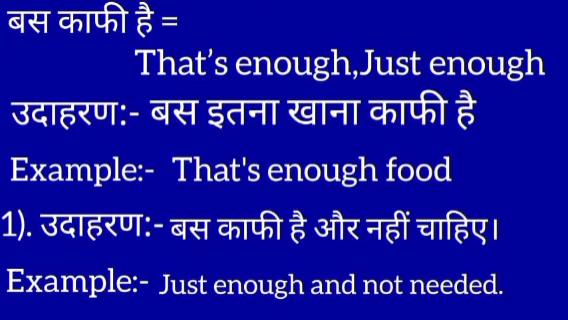 बस काफी है =
That’s enough,Just enough
उदाहरण:- बस इतना खाना काफी है
Example:- That's enough food
1). उदाहरण:- बस काफी है और नहीं चाहिए।
Example:- Just enough and not needed.